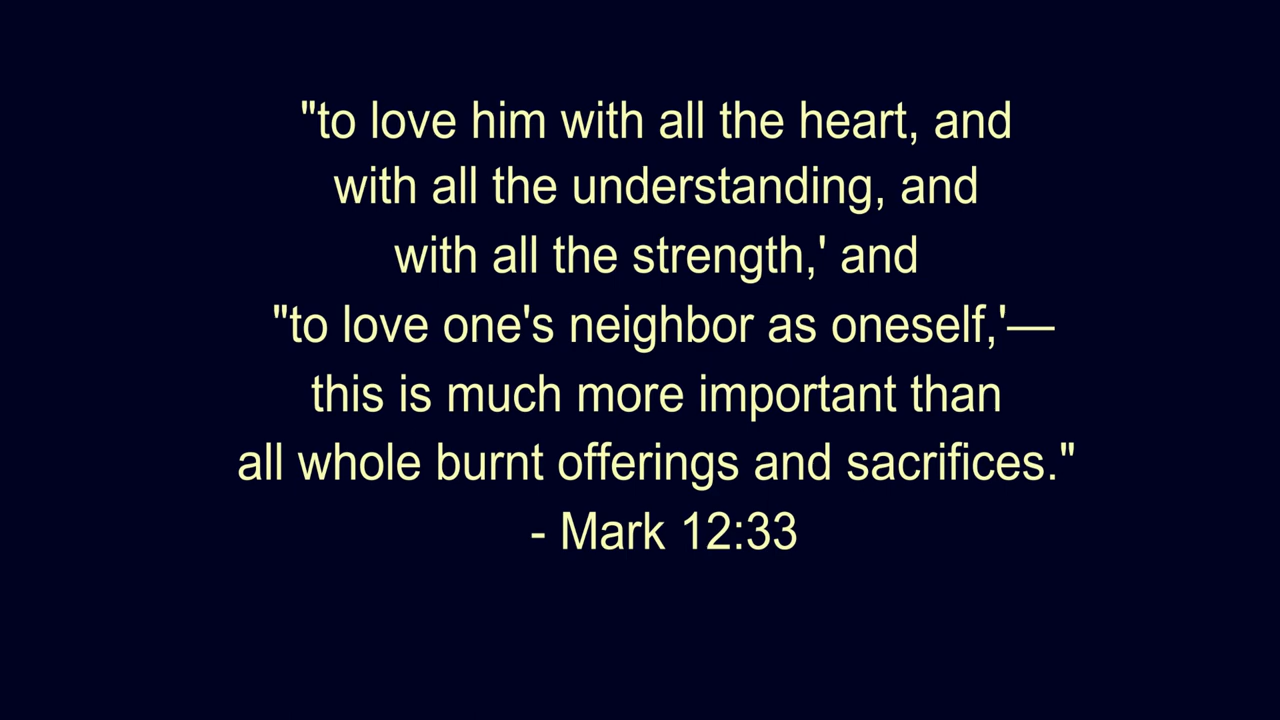 "to love him with all the heart, and
with all the understanding, and
with all the strength,' and
"to love one's neighbor as oneself,'—
this is much more important than
all whole burnt offerings and sacrifices."
- Mark 12:33